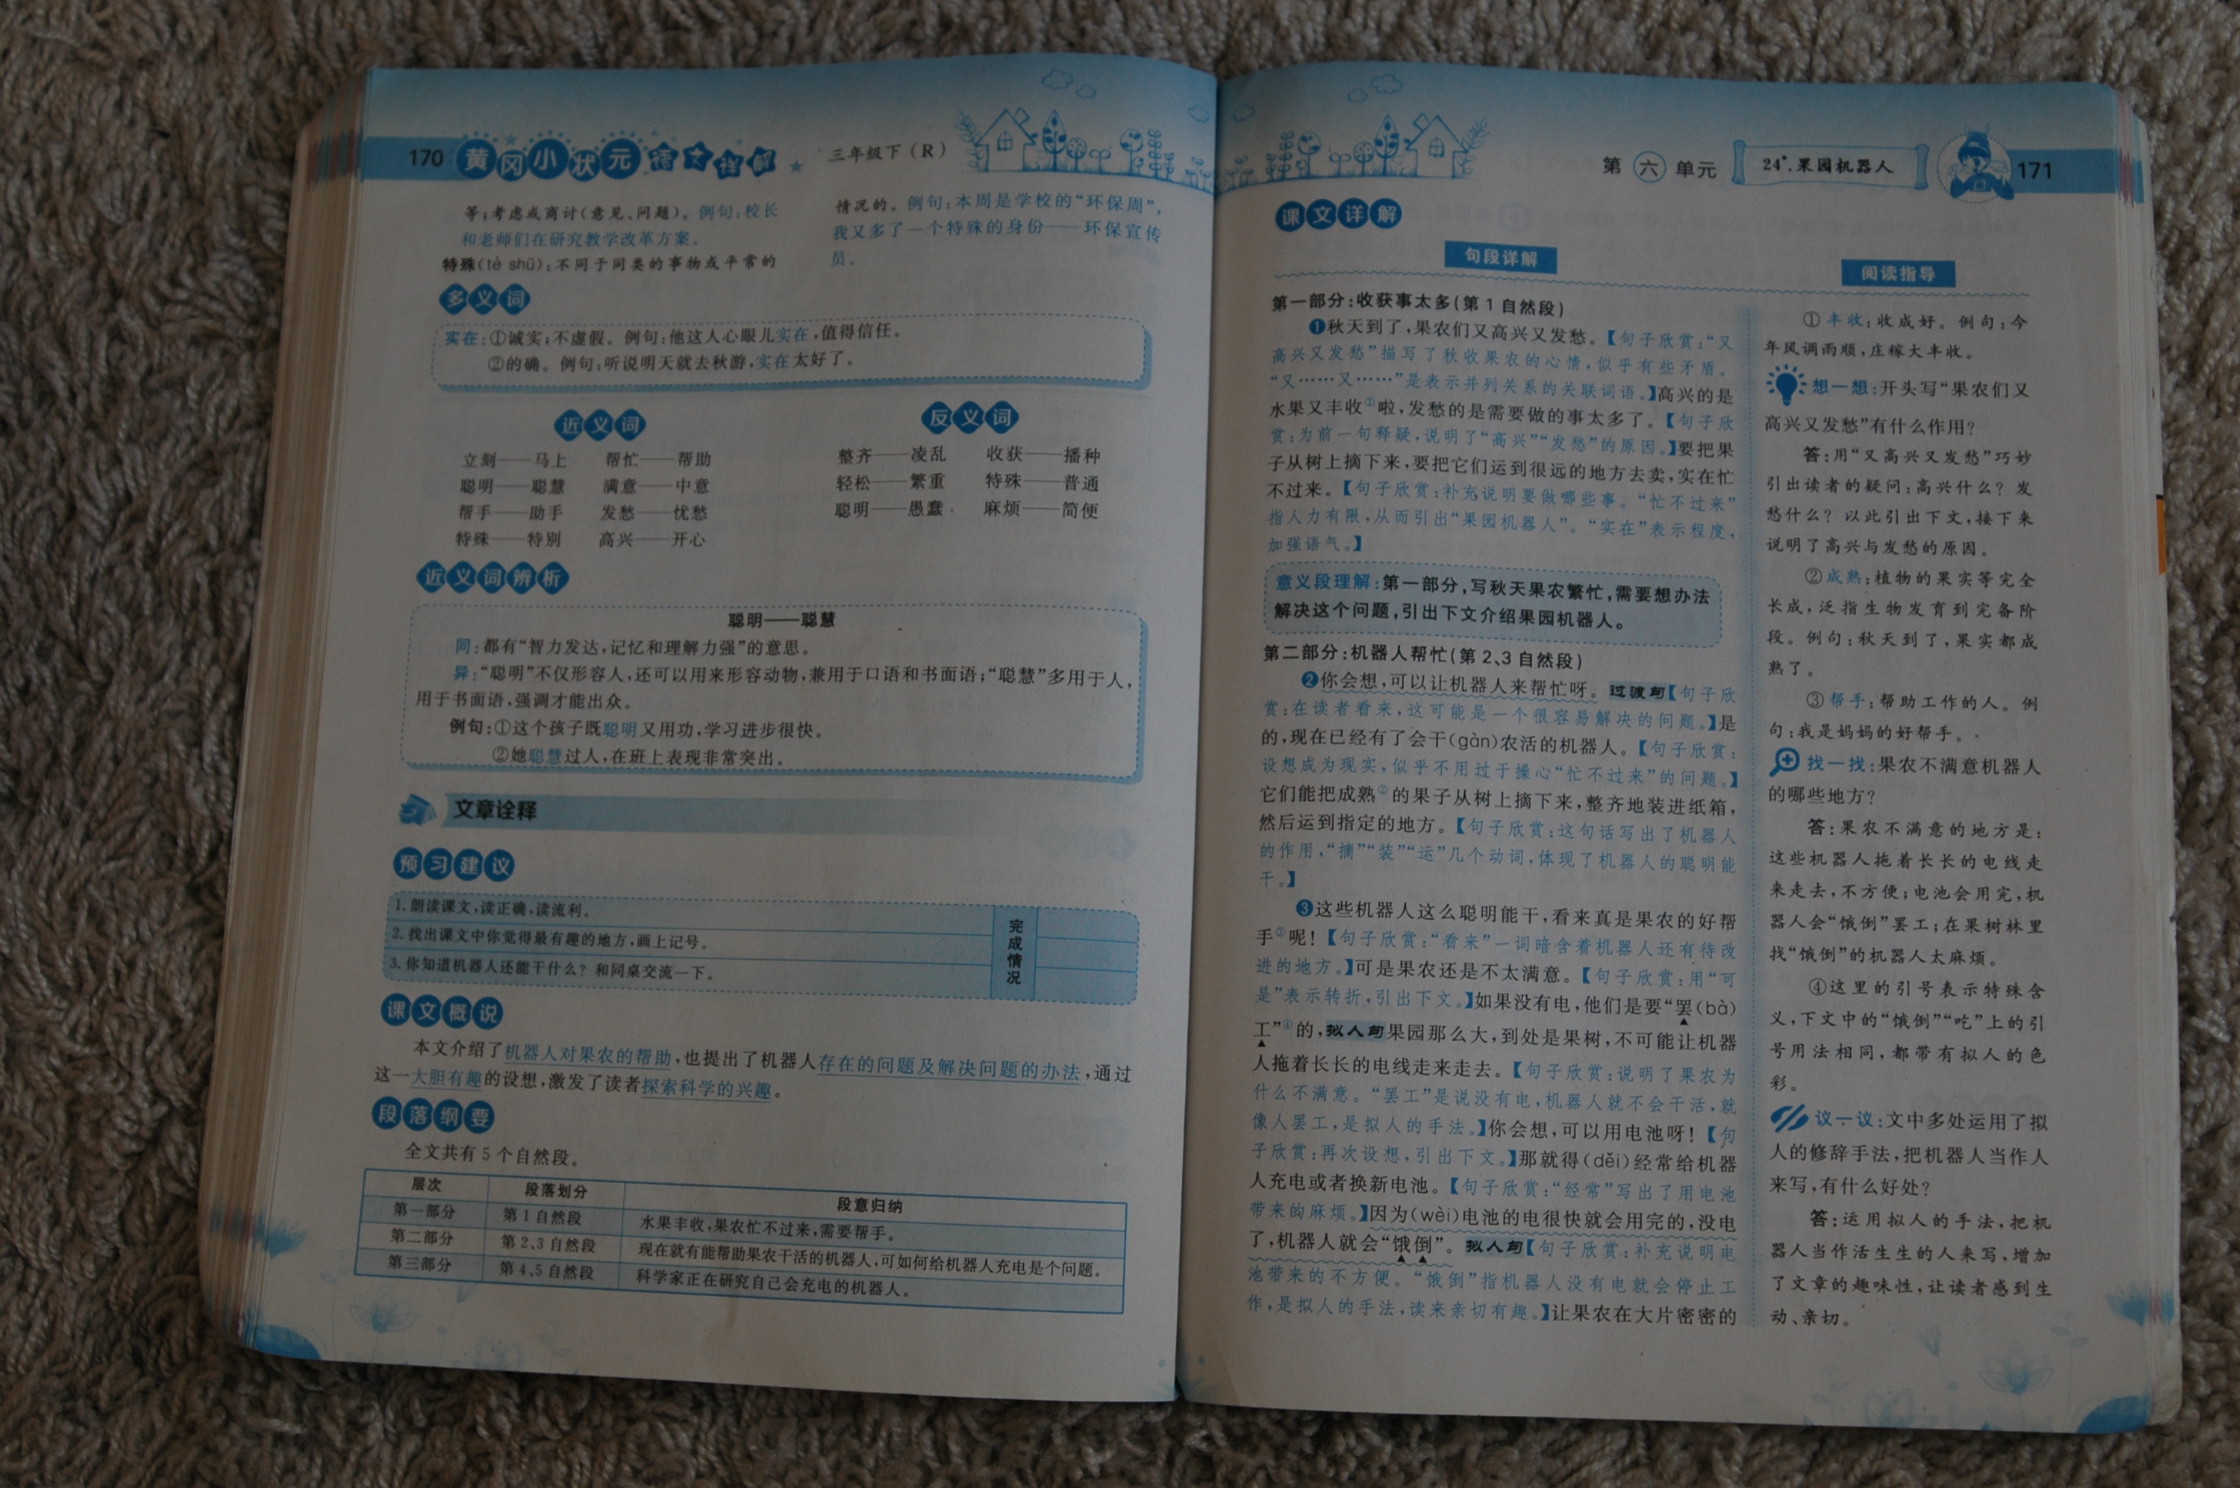 170 黄冈小状元 密文详解 三年级下（R）
等；考虑或商讨（意见、问题）。例句：校长
和老师们在研究教学改革方案。
特殊(tè shū)：不同于同类的事物或平常的
情况的。例句：本周是学校的“环保周”，
我又多了一个特殊的身份——环保宣传
员。
多义词
实在：①诚实；不虚假。例句：他这人心眼儿实在，值得信任。
②的确。例句：听说明天就去秋游，实在太好了。
近义词
立刻——马上 帮忙——帮助
聪明——聪慧 满意——中意
帮手——助手 发愁——忧愁
特殊——特别 高兴——开心
反义词
整齐——凌乱 收获——播种
轻松——繁重 特殊——普通
聪明——愚蠢 麻烦——简便
近义词辨析
聪明——聪慧
同：都有“智力发达，记忆和理解力强”的意思。
异：“聪明”不仅形容人，还可以用来形容动物，兼用于口语和书面语；“聪慧”多用于人，
用于书面语，强调才能出众。
例句：①这个孩子既聪明又用功，学习进步很快。
②她聪慧过人，在班上表现非常突出。
文章诠释
预习建议
1. 朗读课文，读正确，读流利。
2. 找出课文中你觉得最有趣的地方，画上记号。
3. 你知道机器人还能干什么？和同桌交流一下。
完成情况
课文概说
本文介绍了机器人对果农的帮助，也提出了机器人存在的问题及解决问题的办法，通过
这一大胆有趣的设想，激发了读者探索科学的兴趣。
段落纲要
全文共有 5 个自然段。
层次 段落划分 段意归纳
第一部分 第 1 自然段 水果丰收，果农忙不过来，需要帮手。
第二部分 第 2、3 自然段 现在就有能帮助果农干活的机器人，可如何给机器人充电是个问题。
第三部分 第 4、5 自然段 科学家正在研究自己会充电的机器人。
第六单元 24*.果园机器人 171
课文详解
句段详解
第一部分：收获事太多（第 1 自然段）
❶秋天到了，果农们又高兴又发愁。【句子欣赏：“又
高兴又发愁”描写了秋收果农的心情，似乎有些矛盾。
“又……又……”是表示并列关系的关联词语。】高兴的是
水果又丰收①啦，发愁的是需要做的事太多了。【句子欣
赏：为前一句释疑，说明了“高兴”“发愁”的原因。】要把果
子从树上摘下来，要把它们运到很远的地方去卖，实在忙
不过来。【句子欣赏：补充说明要做哪些事。“忙不过来”
指人力有限，从而引出“果园机器人”。“实在”表示程度，
加强语气。】
意义段理解：第一部分，写秋天果农繁忙，需要想办法
解决这个问题，引出下文介绍果园机器人。
第二部分：机器人帮忙（第 2、3 自然段）
❷你会想，可以让机器人来帮忙呀。过渡句【句子欣
赏：在读者看来，这可能是一个很容易解决的问题。】是
的，现在已经有了会干(gàn)农活的机器人。【句子欣赏：
设想成为现实，似乎不用过于操心“忙不过来”的问题。】
它们能把成熟②的果子从树上摘下来，整齐地装进纸箱，
然后运到指定的地方。【句子欣赏：这句话写出了机器人
的作用，“摘”“装”“运”几个动词，体现了机器人的聪明能
干。】
❸这些机器人这么聪明能干，看来真是果农的好帮
手③呢！【句子欣赏：“看来”一词暗含着机器人还有待改
进的地方。】可是果农还是不太满意。【句子欣赏：用“可
是”表示转折，引出下文。】如果没有电，他们是要“罢(bà)
工”④的，拟人句果园那么大，到处是果树，不可能让机器
人拖着长长的电线走来走去。【句子欣赏：说明了果农为
什么不满意。“罢工”是说没有电，机器人就不会干活，就
像人罢工，是拟人的手法。】你会想，可以用电池呀！【句
子欣赏：再次设想，引出下文。】那就得(děi)经常给机器
人充电或者换新电池。【句子欣赏：“经常”写出了用电池
带来的麻烦。】因为(wèi)电池的电很快就会用完的，没电
了，机器人就会“饿倒”。拟人句【句子欣赏：补充说明电
池带来的不方便。“饿倒”指机器人没有电就会停止工
作，是拟人的手法，读来亲切有趣。】让果农在大片密密的
阅读指导
①丰收：收成好。例句：今
年风调雨顺，庄稼大丰收。
想一想：开头写“果农们又
高兴又发愁”有什么作用？
答：用“又高兴又发愁”巧妙
引出读者的疑问：高兴什么？发
愁什么？以此引出下文，接下来
说明了高兴与发愁的原因。
②成熟：植物的果实等完全
长成，泛指生物发育到完备阶
段。例句：秋天到了，果实都成
熟了。
③帮手：帮助工作的人。例
句：我是妈妈的好帮手。
找一找：果农不满意机器人
的哪些地方？
答：果农不满意的地方是：
这些机器人拖着长长的电线走
来走去，不方便；电池会用完，机
器人会“饿倒”罢工；在果树林里
找“饿倒”的机器人太麻烦。
④这里的引号表示特殊含
义，下文中的“饿倒”“吃”上的引
号用法相同，都带有拟人的色
彩。
议一议：文中多处运用了拟
人的修辞手法，把机器人当作人
来写，有什么好处？
答：运用拟人的手法，把机
器人当作活生生的人来写，增加
了文章的趣味性，让读者感到生
动、亲切。